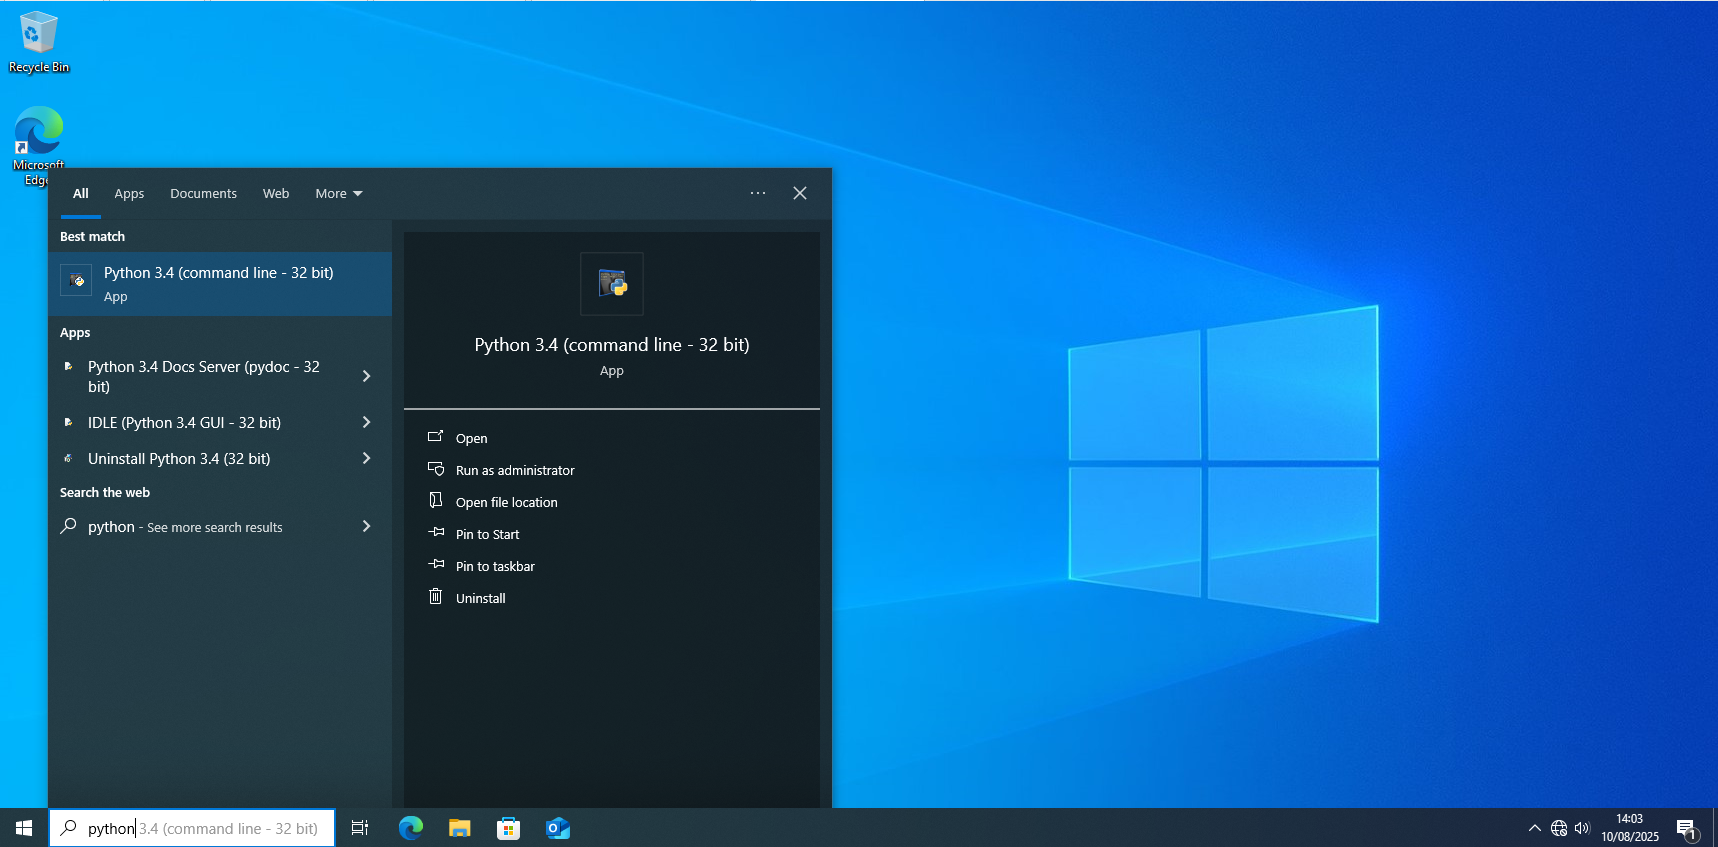 Recycle Bin
Microsoft
Edge
All Apps Documents Web More
Best match
Python 3.4 (command line - 32 bit)
App
Apps
Python 3.4 Docs Server (pydoc - 32
bit)
IDLE (Python 3.4 GUI - 32 bit)
Uninstall Python 3.4 (32 bit)
Search the web
python - See more search results
Python 3.4 (command line - 32 bit)
App
Open
Run as administrator
Open file location
Pin to Start
Pin to taskbar
Uninstall
python 3.4 (command line - 32 bit)
14:03
10/08/2025
1